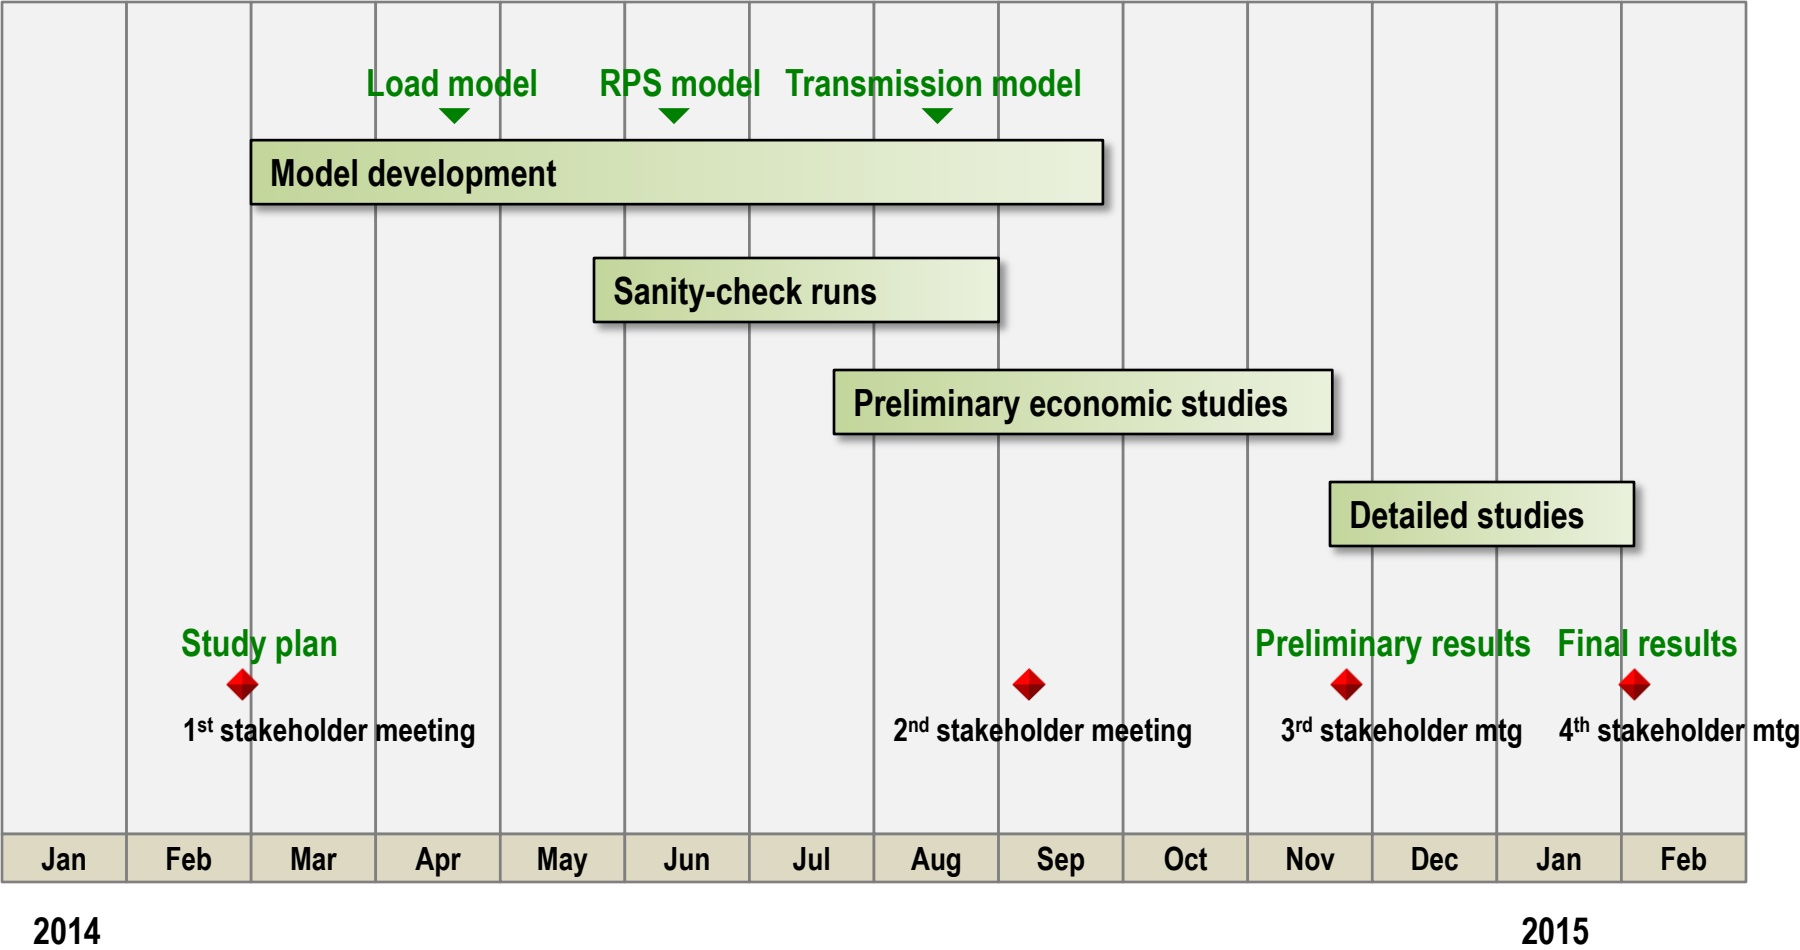 Load model RPS model Transmission model
Model development
Sanity-check runs
Preliminary economic studies
Detailed studies
Study plan Preliminary results Final results
1st stakeholder meeting 2nd stakeholder meeting 3rd stakeholder mtg 4th stakeholder mtg
Jan Feb Mar Apr May Jun Jul Aug Sep Oct Nov Dec Jan Feb
2014 2015